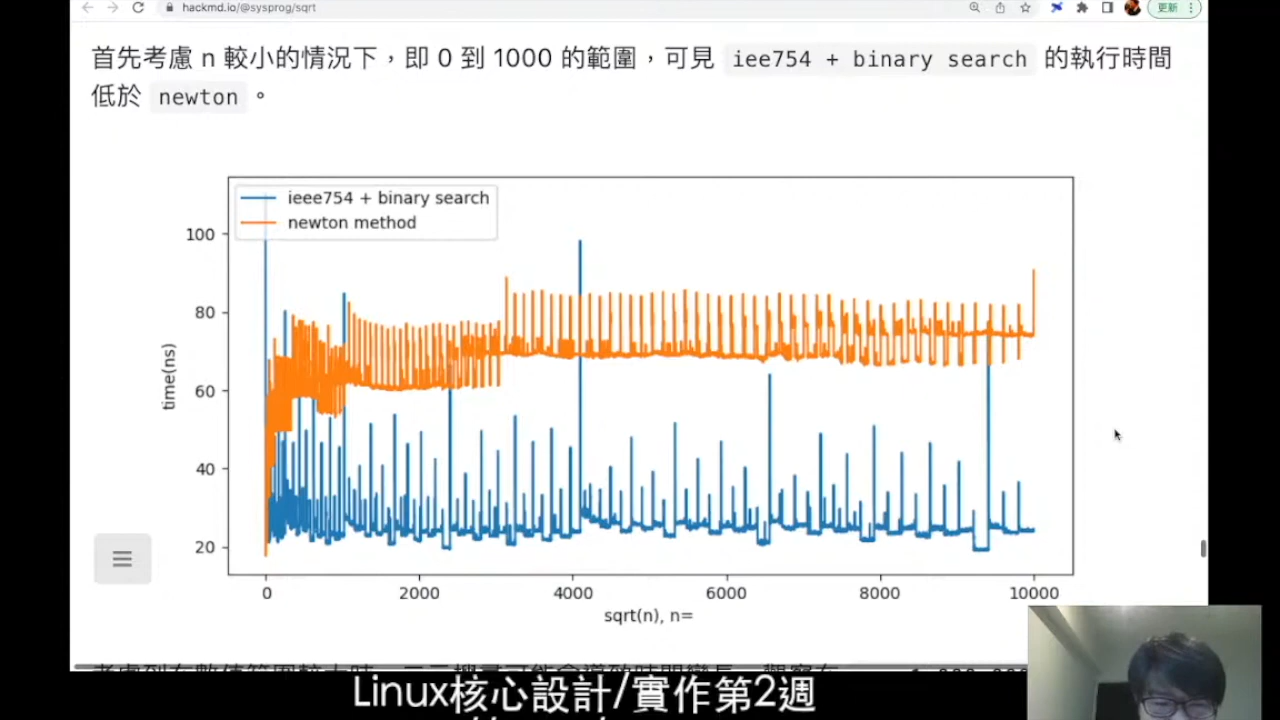 hackmd.io/@sysprog/sqrt
更新
首先考慮 n 較小的情況下，即 0 到 1000 的範圍，可見 iee754 + binary search 的執行時間
低於 newton 。
ieee754 + binary search
newton method
100
80
60
40
20
time(ns)
0 2000 4000 6000 8000 10000
sqrt(n), n=
Linux核心設計/實作第2週